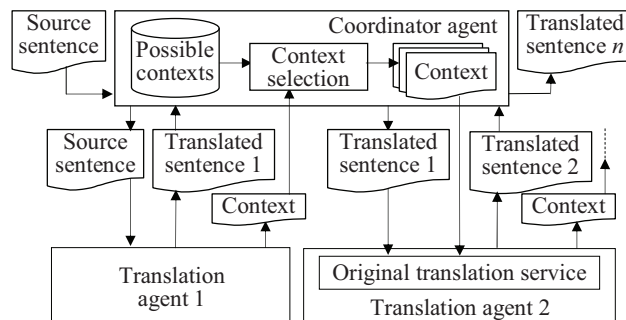 Source
sentence
Coordinator agent
Possible
contexts
Context
selection
Context
Translated
sentence n
Source
sentence
Translated
sentence 1
Context
Translated
sentence 1
Translated
sentence 2
Context
Translation
agent 1
Original translation service
Translation agent 2